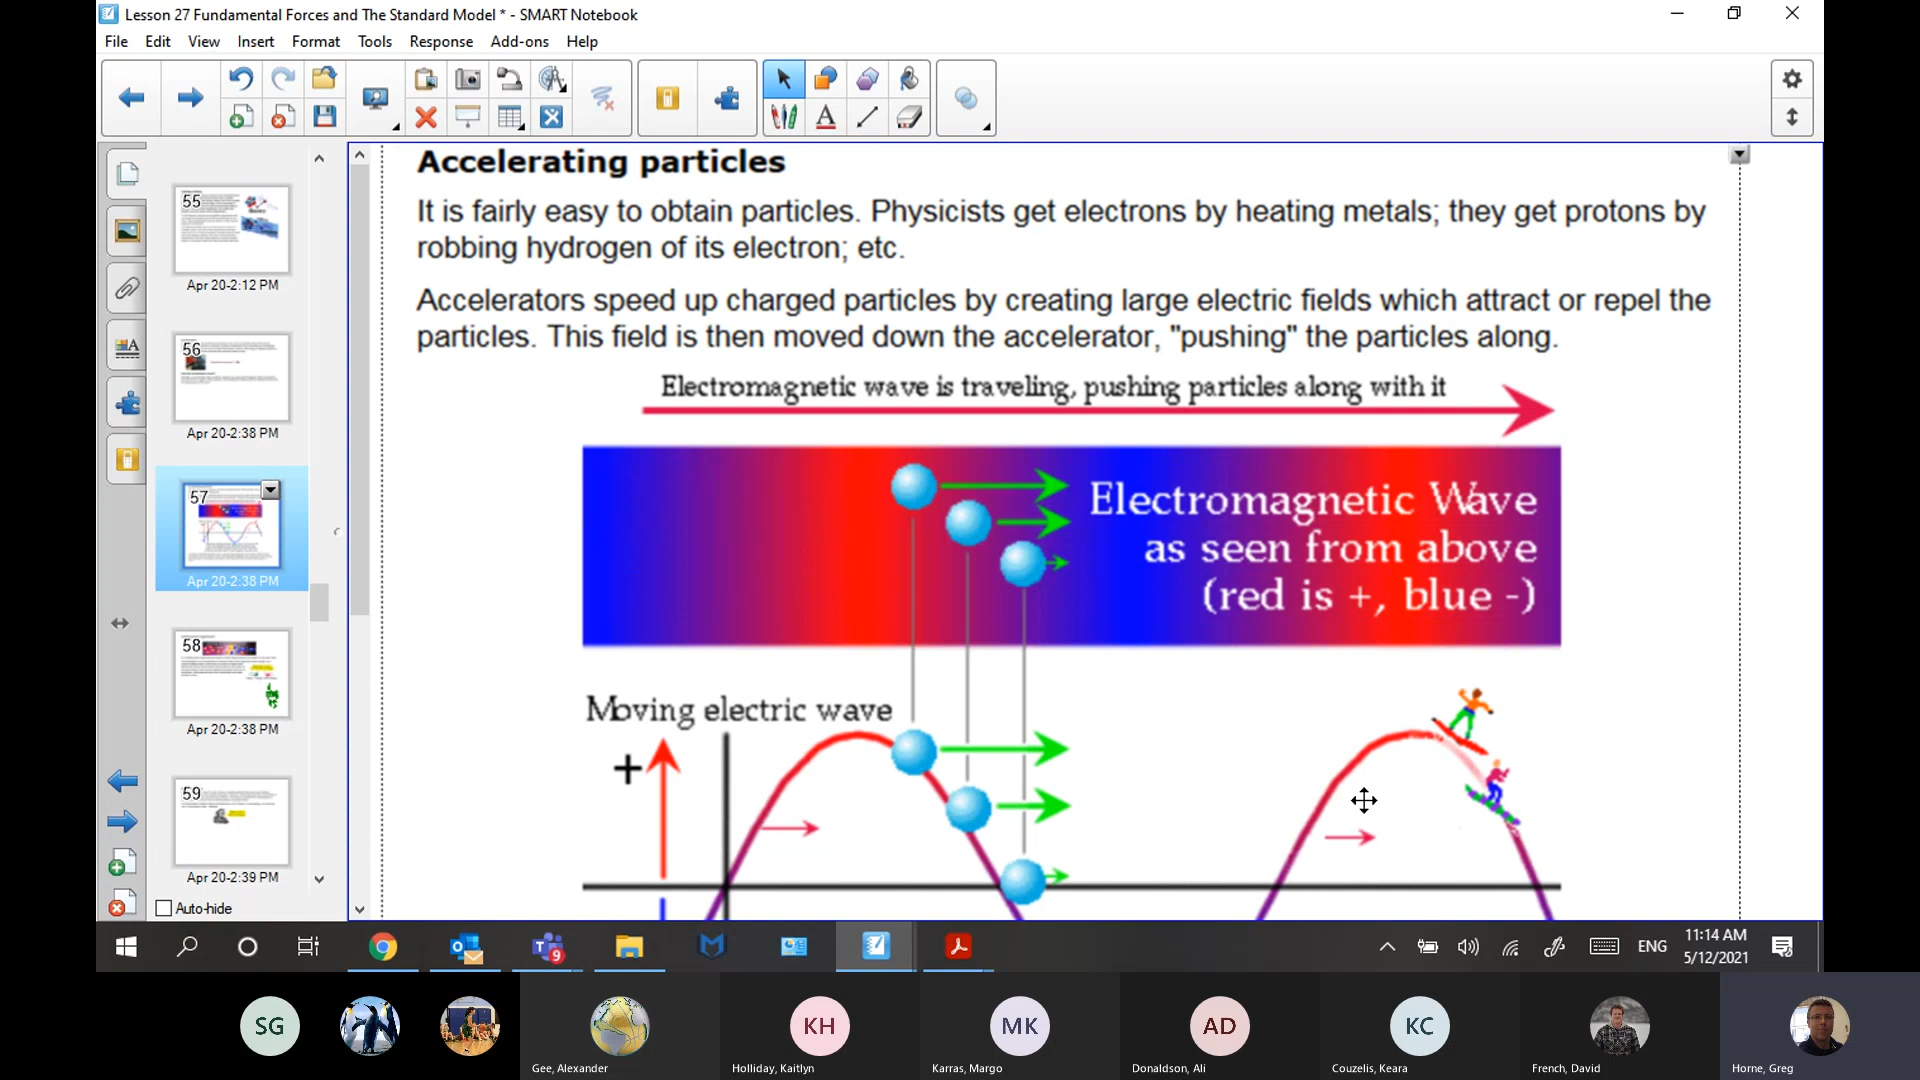 Lesson 27 Fundamental Forces and The Standard Model * - SMART Notebook
File Edit View Insert Format Tools Response Add-ons Help
55
Apr 20-2:12 PM
56
Apr 20-2:38 PM
57
Apr 20-2:38 PM
58
Apr 20-2:38 PM
59
Apr 20-2:39 PM
Auto-hide
Accelerating particles
It is fairly easy to obtain particles. Physicists get electrons by heating metals; they get protons by
robbing hydrogen of its electron; etc.
Accelerators speed up charged particles by creating large electric fields which attract or repel the
particles. This field is then moved down the accelerator, "pushing" the particles along.
Electromagnetic wave is traveling, pushing particles along with it
Electromagnetic Wave
as seen from above
(red is +, blue -)
Moving electric wave
+
9
ENG
11:14 AM
5/12/2021
SG
KH
MK
AD
KC
Gee, Alexander
Holliday, Kaitlyn
Karras, Margo
Donaldson, Ali
Couzelis, Keara
French, David
Horne, Greg